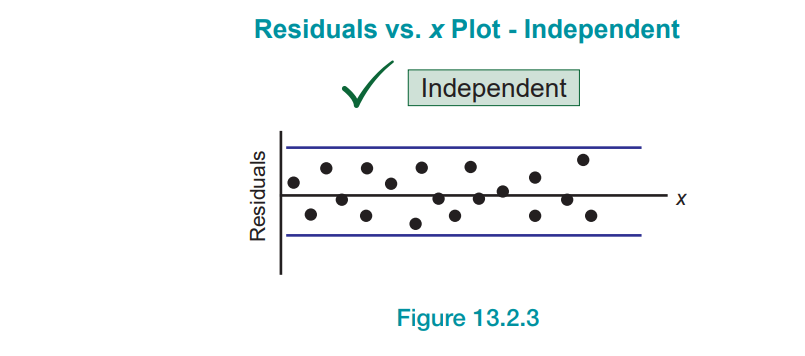 Residuals vs. x Plot - Independent
Independent
Residuals
x
Figure 13.2.3